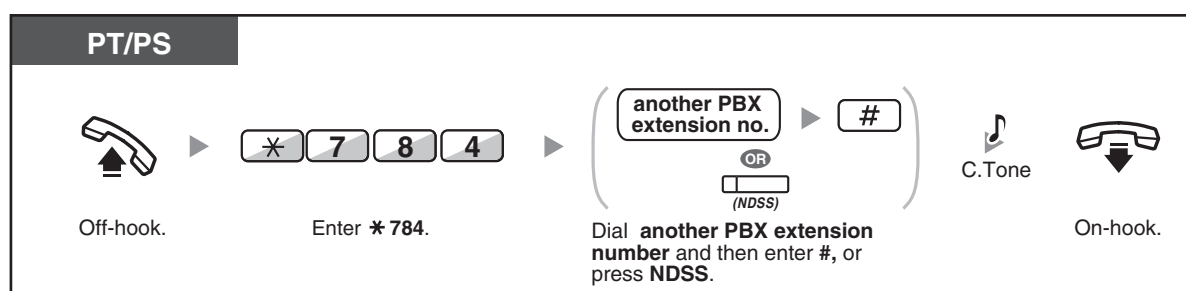 PT/PS
Off-hook.
* 7 8 4
Enter * 784.
another PBX
extension no.
#
OR
(NDSS)
Dial another PBX extension
number and then enter #, or
press NDSS.
C.Tone
On-hook.